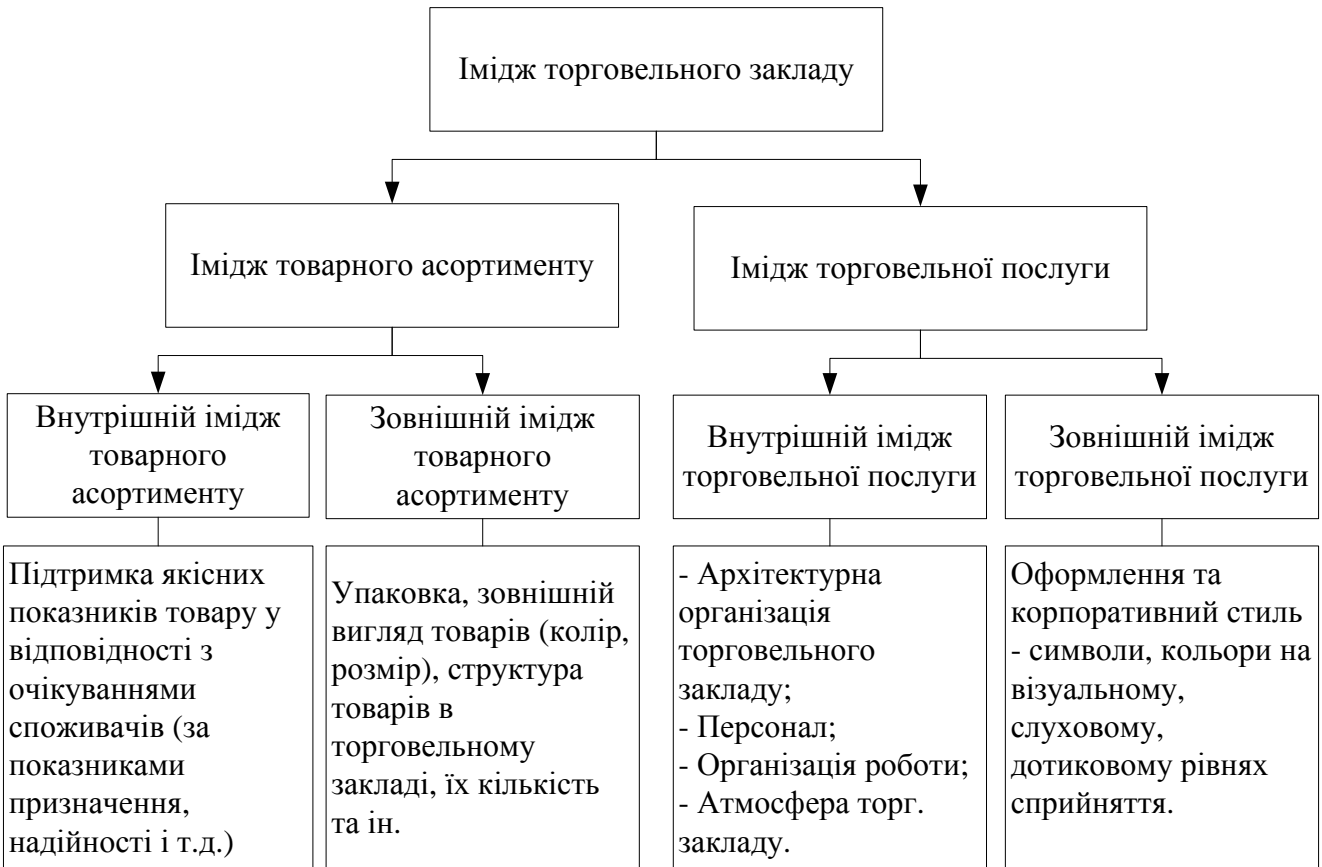 Імідж торговельного закладу
Імідж товарного асортименту
Імідж торговельної послуги
Внутрішній імідж
товарного
асортименту
Зовнішній імідж
товарного
асортименту
Внутрішній імідж
торговельної послуги
Зовнішній імідж
торговельної послуги
Підтримка якісних
показників товару у
відповідності з
очікуваннями
споживачів (за
показниками
призначення,
надійності і т.д.)
Упаковка, зовнішній
вигляд товарів (колір,
розмір), структура
товарів в
торговельному
закладі, їх кількість
та ін.
- Архітектурна
організація
торговельного
закладу;
- Персонал;
- Організація роботи;
- Атмосфера торг.
закладу.
Оформлення та
корпоративний стиль
- символи, кольори на
візуальному,
слуховому,
дотиковому рівнях
сприйняття.